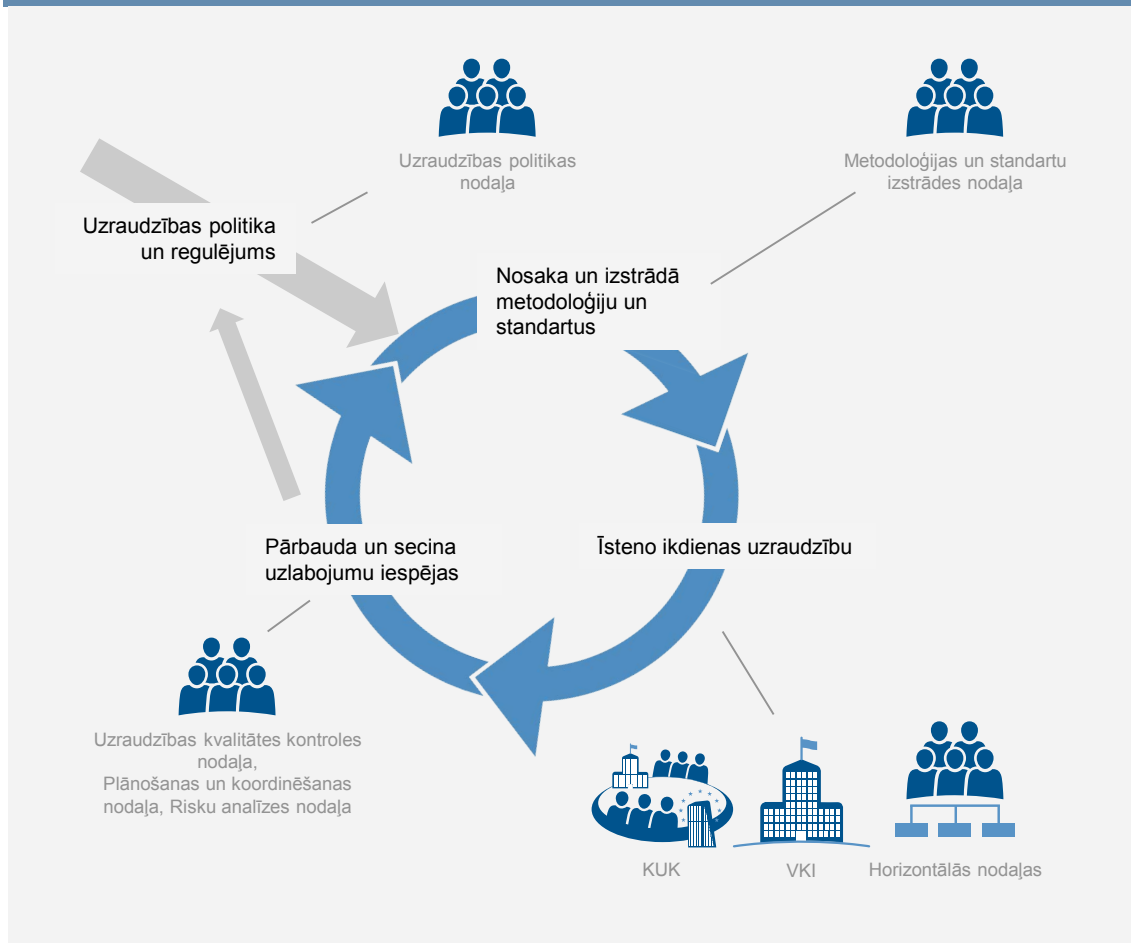 Uzraudzības politikas
nodaļa
Metodoloģijas un standartu
izstrādes nodaļa
Uzraudzības politika
un regulējums
Nosaka un izstrādā
metodoloģiju un
standartus
Pārbauda un secina
uzlabojumu iespējas
Īsteno ikdienas uzraudzību
Uzraudzības kvalitātes kontroles
nodaļa,
Plānošanas un koordinēšanas
nodaļa, Risku analīzes nodaļa
KUK
VKI
Horizontālās nodaļas